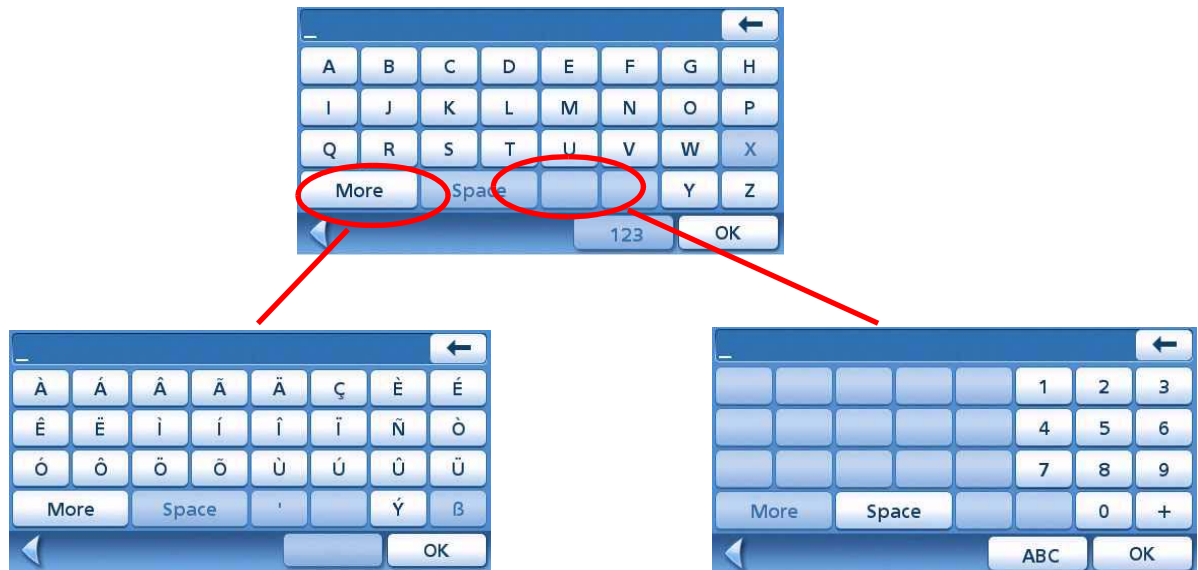 _
A B C D E F G H
I J K L M N O P
Q R S T U V W X
More Space Y Z
123 OK
_
À Á Â Ã Ä Ç È É
Ê Ë Ì Í Î Ï Ñ Ò
Ó Ô Ö Õ Ù Ú Û Ü
More Space ' Ý ß
OK
_
1 2 3
4 5 6
7 8 9
More Space 0 +
ABC OK